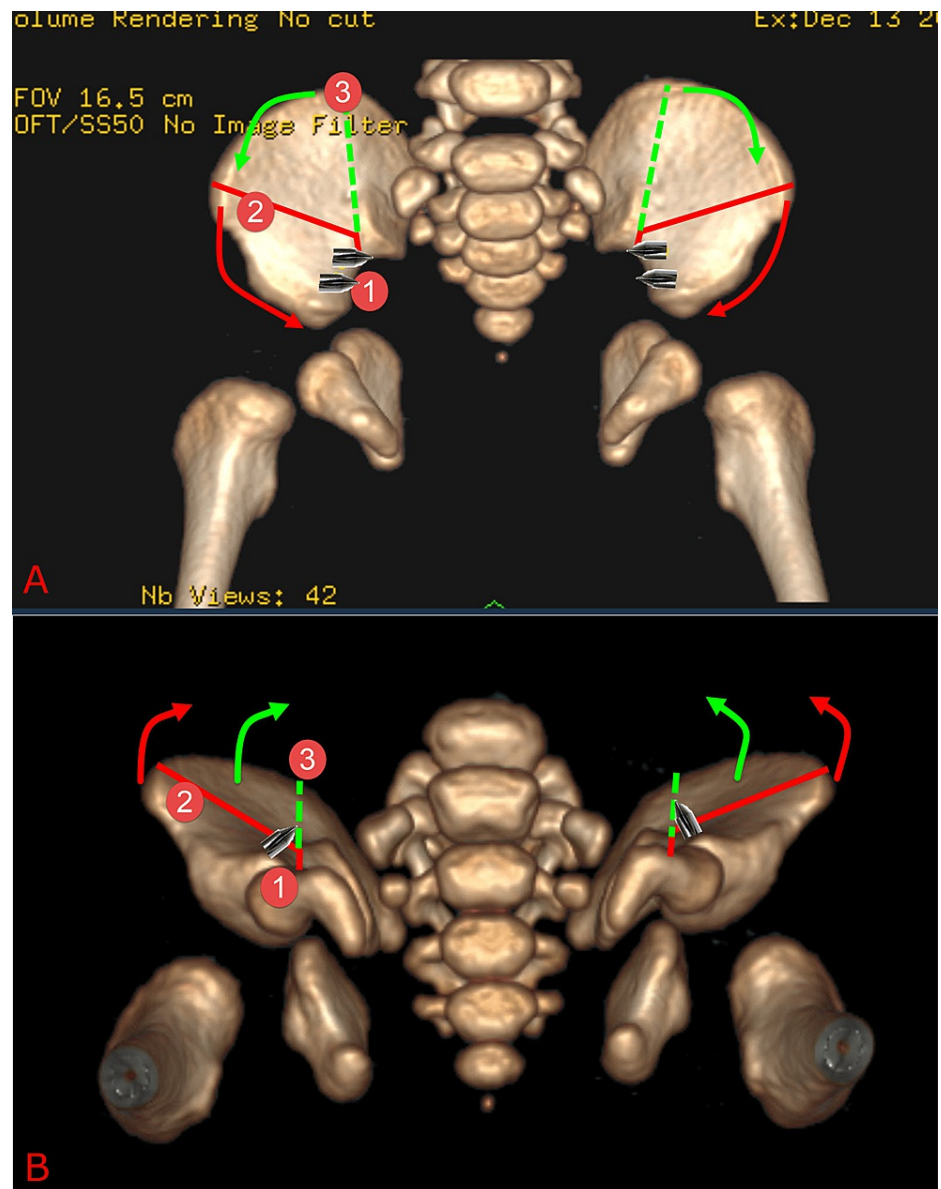 olume Rendering No cut
Ex:Dec 13 20
FOV 16.5 cm
OFT/SS50 No Image Filter
3
2
1
A
Nb Views: 42
3
2
1
B